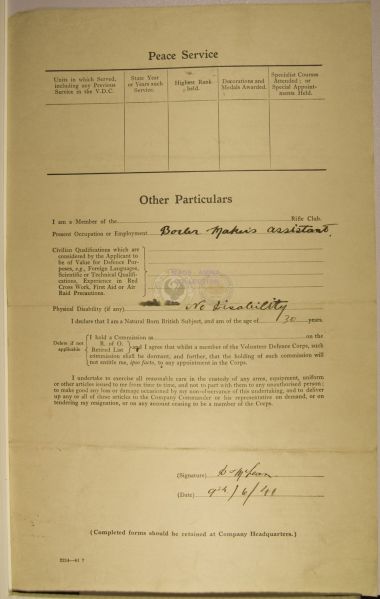 Peace Service
Units in which Served, including any Previous Service in the V.D.C.
State Year or Years such Service.
Highest Rank held.
Decorations and Medals Awarded.
Specialist Courses Attended; or Special Appointments Held.
Other Particulars
I am a Member of the Rifle Club.
Present Occupation or Employment Boiler Makers assistant.
Civilian Qualifications which are
considered by the Applicant to
be of Value for Defence Pur-
poses, e.g., Foreign Languages,
Scientific or Technical Qualifi-
cations, Experience in Red
Cross Work, First Aid or Air
Raid Precautions.
Physical Disability (if any) No Disability
I declare that I am a Natural Born British Subject, and am of the age of 30 years.
Delete if not applicable
I hold a Commission as on the
R. of O.
Retired List
and I agree that whilst a member of the Volunteer Defence Corps, such
commission shall be dormant, and further, that the holding of such commission will
not entitle me, ipso facto, to any appointment in the Corps.
I undertake to exercise all reasonable care in the custody of any arms, equipment, uniform
or other articles issued to me from time to time, and not to part with them to any unauthorised person; to
make good any loss or damage occasioned by my non-observance of this undertaking, and to deliver
up any or all of these articles to the Company Commander or his representative on demand, or on
tendering my resignation, or on any account ceasing to be a member of the Corps.
(Signature) McLean
(Date) 9th/6/41
(Completed forms should be retained at Company Headquarters.)